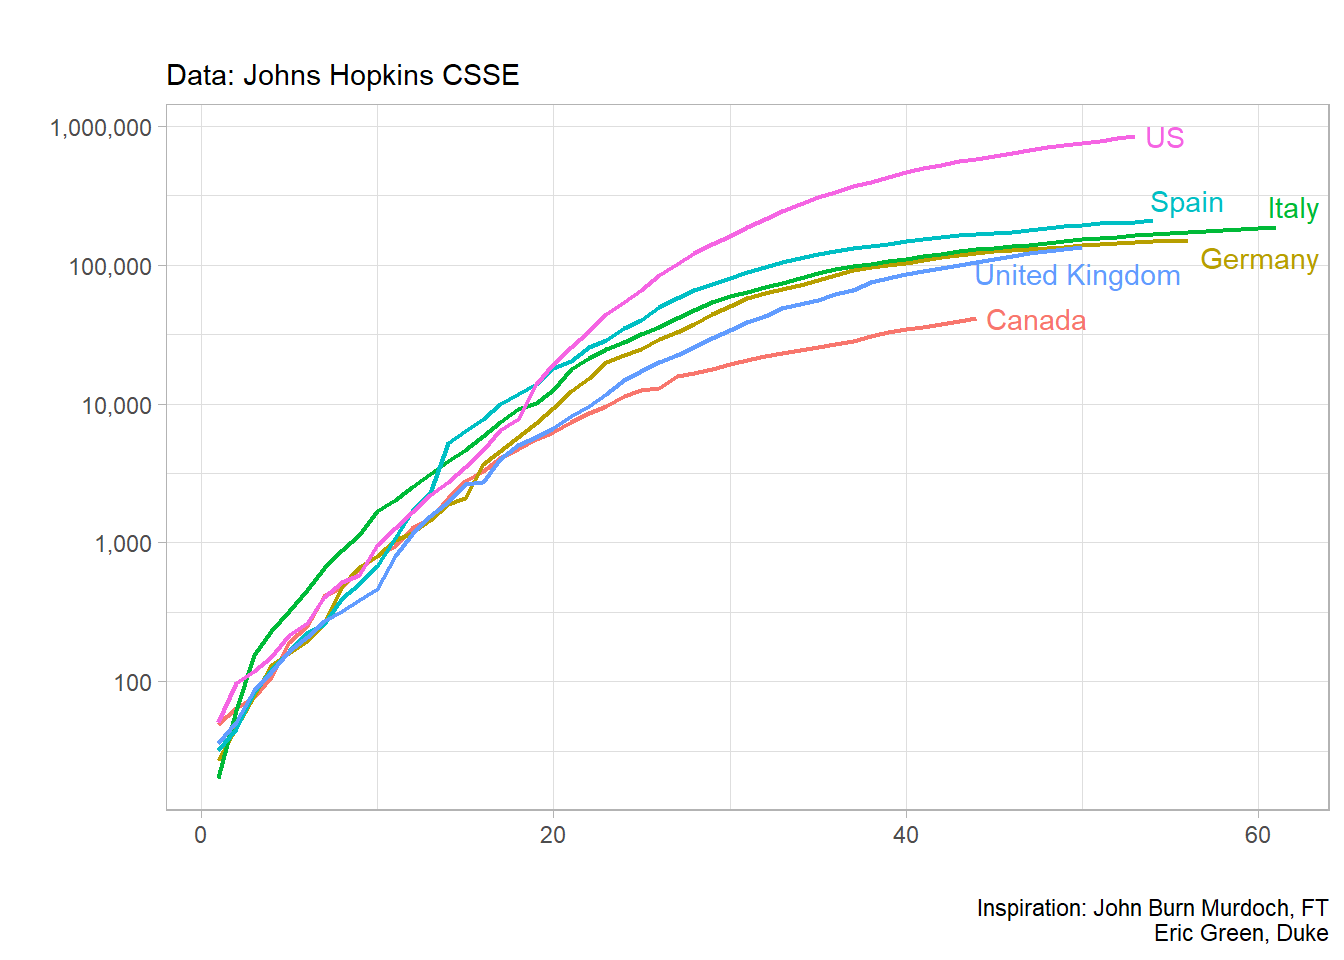 Data: Johns Hopkins CSSE
1,000,000
US
Spain
Italy
100,000
Germany
United Kingdom
Canada
10,000
1,000
100
0
20
40
60
Inspiration: John Burn Murdoch, FT
Eric Green, Duke